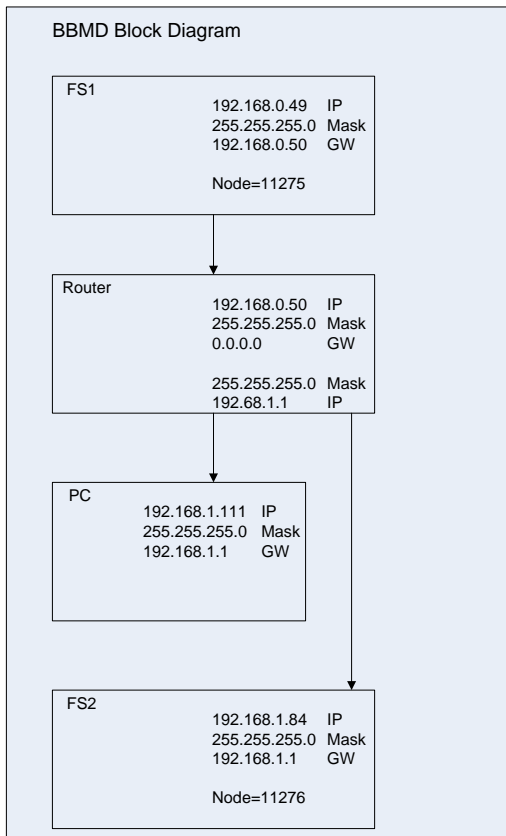 BBMD Block Diagram
FS1
192.168.0.49 IP
255.255.255.0 Mask
192.168.0.50 GW
Node=11275
Router
192.168.0.50 IP
255.255.255.0 Mask
0.0.0.0 GW
255.255.255.0 Mask
192.68.1.1 IP
PC
192.168.1.111 IP
255.255.255.0 Mask
192.168.1.1 GW
FS2
192.168.1.84 IP
255.255.255.0 Mask
192.168.1.1 GW
Node=11276